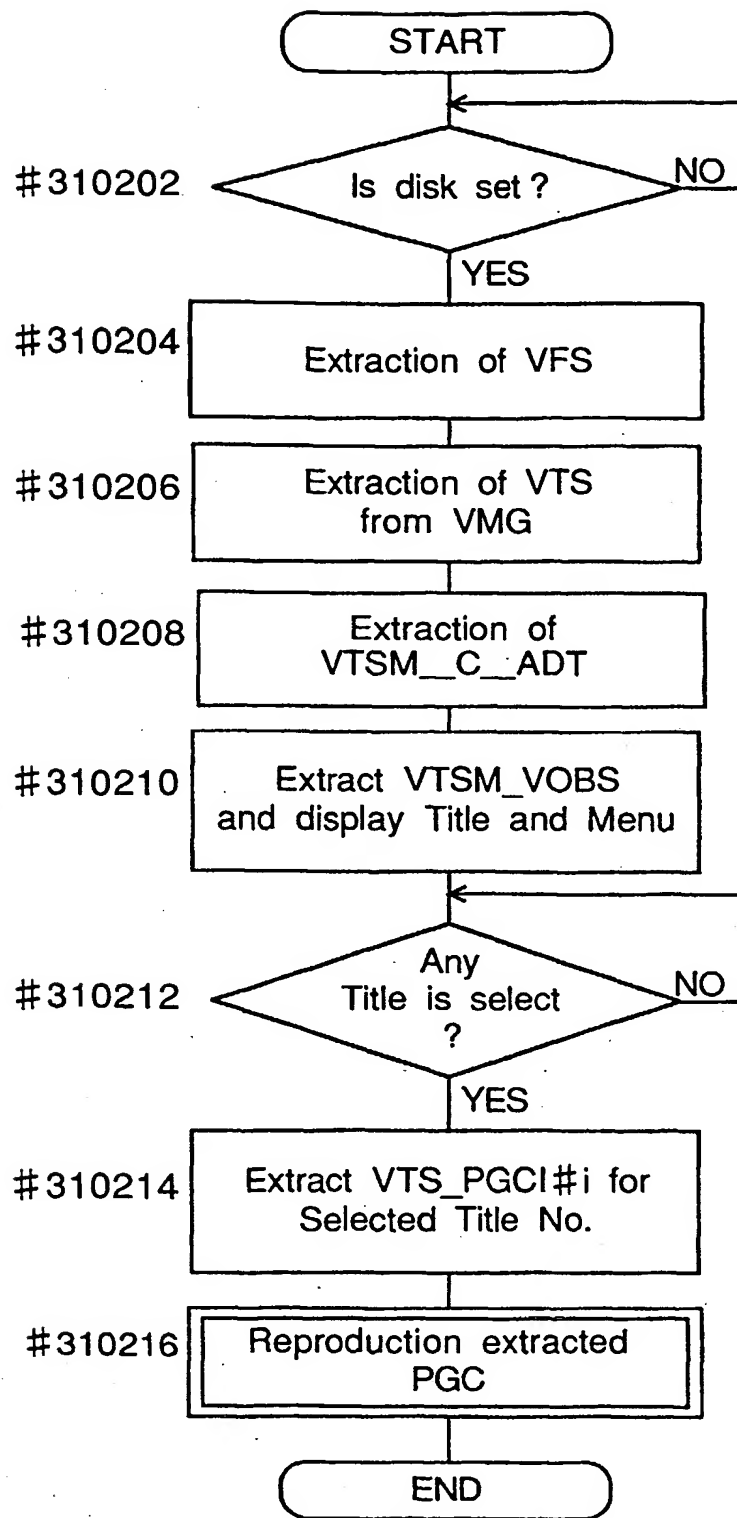 START
#310202
Is disk set?
NO
YES
#310204
Extraction of VFS
#310206
Extraction of VTS
from VMG
#310208
Extraction of
VTSM__C__ADT
#310210
Extract VTSM_VOBS
and display Title and Menu
#310212
Any
Title is select
?
NO
YES
#310214
Extract VTS_PGCI#i for
Selected Title No.
#310216
Reproduction extracted
PGC
END